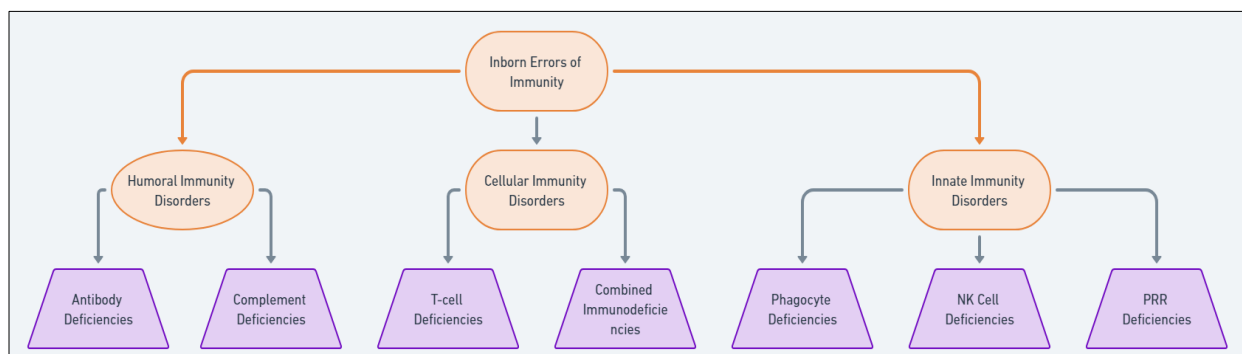 Inborn Errors of
Immunity
Humoral Immunity
Disorders
Cellular Immunity
Disorders
Innate Immunity
Disorders
Antibody
Deficiencies
Complement
Deficiencies
T-cell
Deficiencies
Combined
Immunodeficie
ncies
Phagocyte
Deficiencies
NK Cell
Deficiencies
PRR
Deficiencies